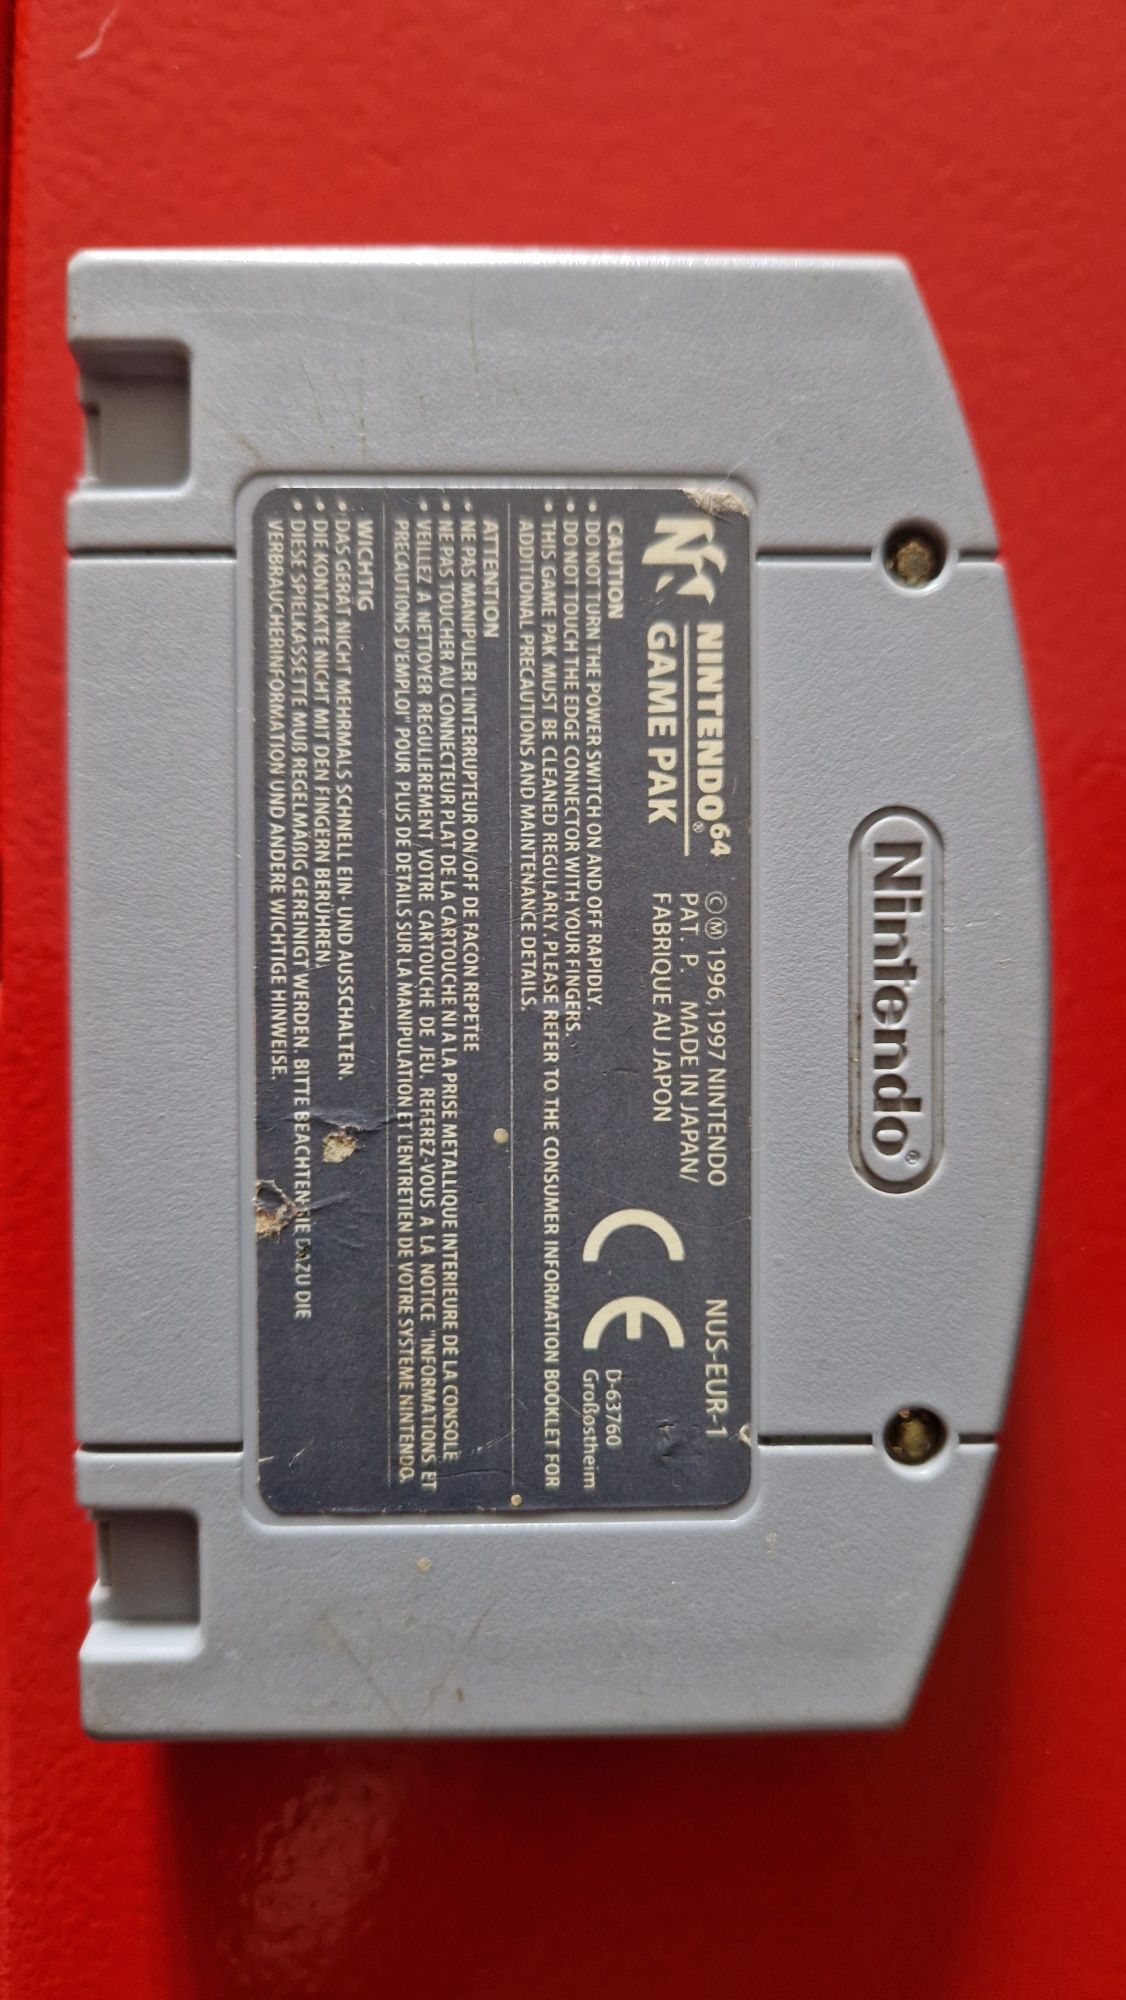 Nintendo®
NINTENDO®64
GAME PAK
© Ⓜ 1996,1997 NINTENDO
PAT. P. MADE IN JAPAN/
FABRIQUE AU JAPON
NUS-EUR-1
CE
D-63760
Großostheim
CAUTION
• DO NOT TURN THE POWER SWITCH ON AND OFF RAPIDLY.
• DO NOT TOUCH THE EDGE CONNECTOR WITH YOUR FINGERS.
• THIS GAME PAK MUST BE CLEANED REGULARLY. PLEASE REFER TO THE CONSUMER INFORMATION BOOKLET FOR
ADDITIONAL PRECAUTIONS AND MAINTENANCE DETAILS.
ATTENTION
• NE PAS MANIPULER L'INTERRUPTEUR ON/OFF DE FACON REPETEE
• NE PAS TOUCHER AU CONNECTEUR PLAT DE LA CARTOUCHE NI A LA PRISE METALLIQUE INTERIEURE DE LA CONSOLE
• VEILLEZ A NETTOYER REGULIEREMENT VOTRE CARTOUCHE DE JEU. REFEREZ-VOUS A LA NOTICE "INFORMATIONS ET
PRECAUTIONS D'EMPLOI" POUR PLUS DE DETAILS SUR LA MANIPULATION ET L'ENTRETIEN DE VOTRE SYSTEME NINTENDO.
WICHTIG
• DAS GERÄT NICHT MEHRMALS SCHNELL EIN- UND AUSSCHALTEN.
• DIE KONTAKTE NICHT MIT DEN FINGERN BERÜHREN.
• DIESE SPIELKASSETTE MUß REGELMÄßIG GEREINIGT WERDEN. BITTE BEACHTEN SIE DAZU DIE
VERBRAUCHERINFORMATION UND ANDERE WICHTIGE HINWEISE.